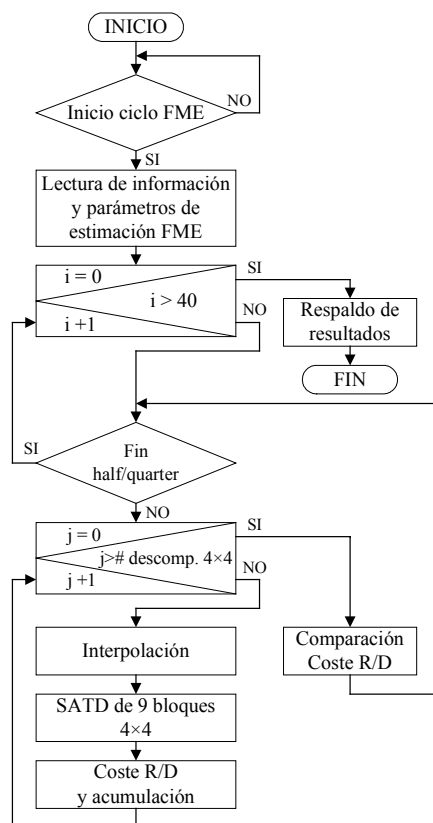 INICIO
Inicio ciclo FME
NO
SI
Lectura de información
y parámetros de
estimación FME
i = 0
i > 40
i +1
SI
NO
Respaldo de
resultados
FIN
SI
Fin
half/quarter
NO
j = 0
j># descomp. 4×4
j +1
SI
NO
Interpolación
Comparación
Coste R/D
SATD de 9 bloques
4×4
Coste R/D
y acumulación